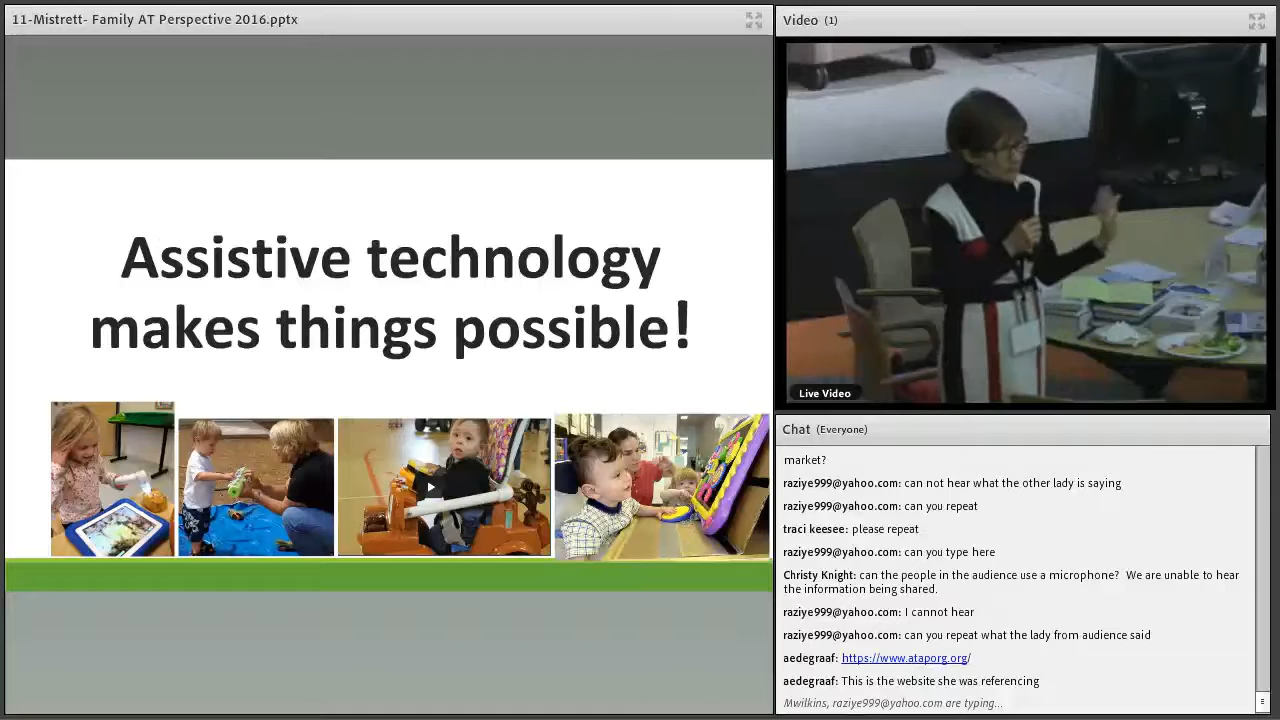 11-Mistrett- Family AT Perspective 2016.pptx
Assistive technology
makes things possible!
Video (1)
Live Video
Chat (Everyone)
market?
raziye999@yahoo.com: can not hear what the other lady is saying
raziye999@yahoo.com: can you repeat
traci keesee: please repeat
raziye999@yahoo.com: can you type here
Christy Knight: can the people in the audience use a microphone?  We are unable to hear
the information being shared.
raziye999@yahoo.com: I cannot hear
raziye999@yahoo.com: can you repeat what the lady from audience said
aedegraaf: https://www.ataporg.org/
aedegraaf: This is the website she was referencing
Mwilkins, raziye999@yahoo.com are typing...